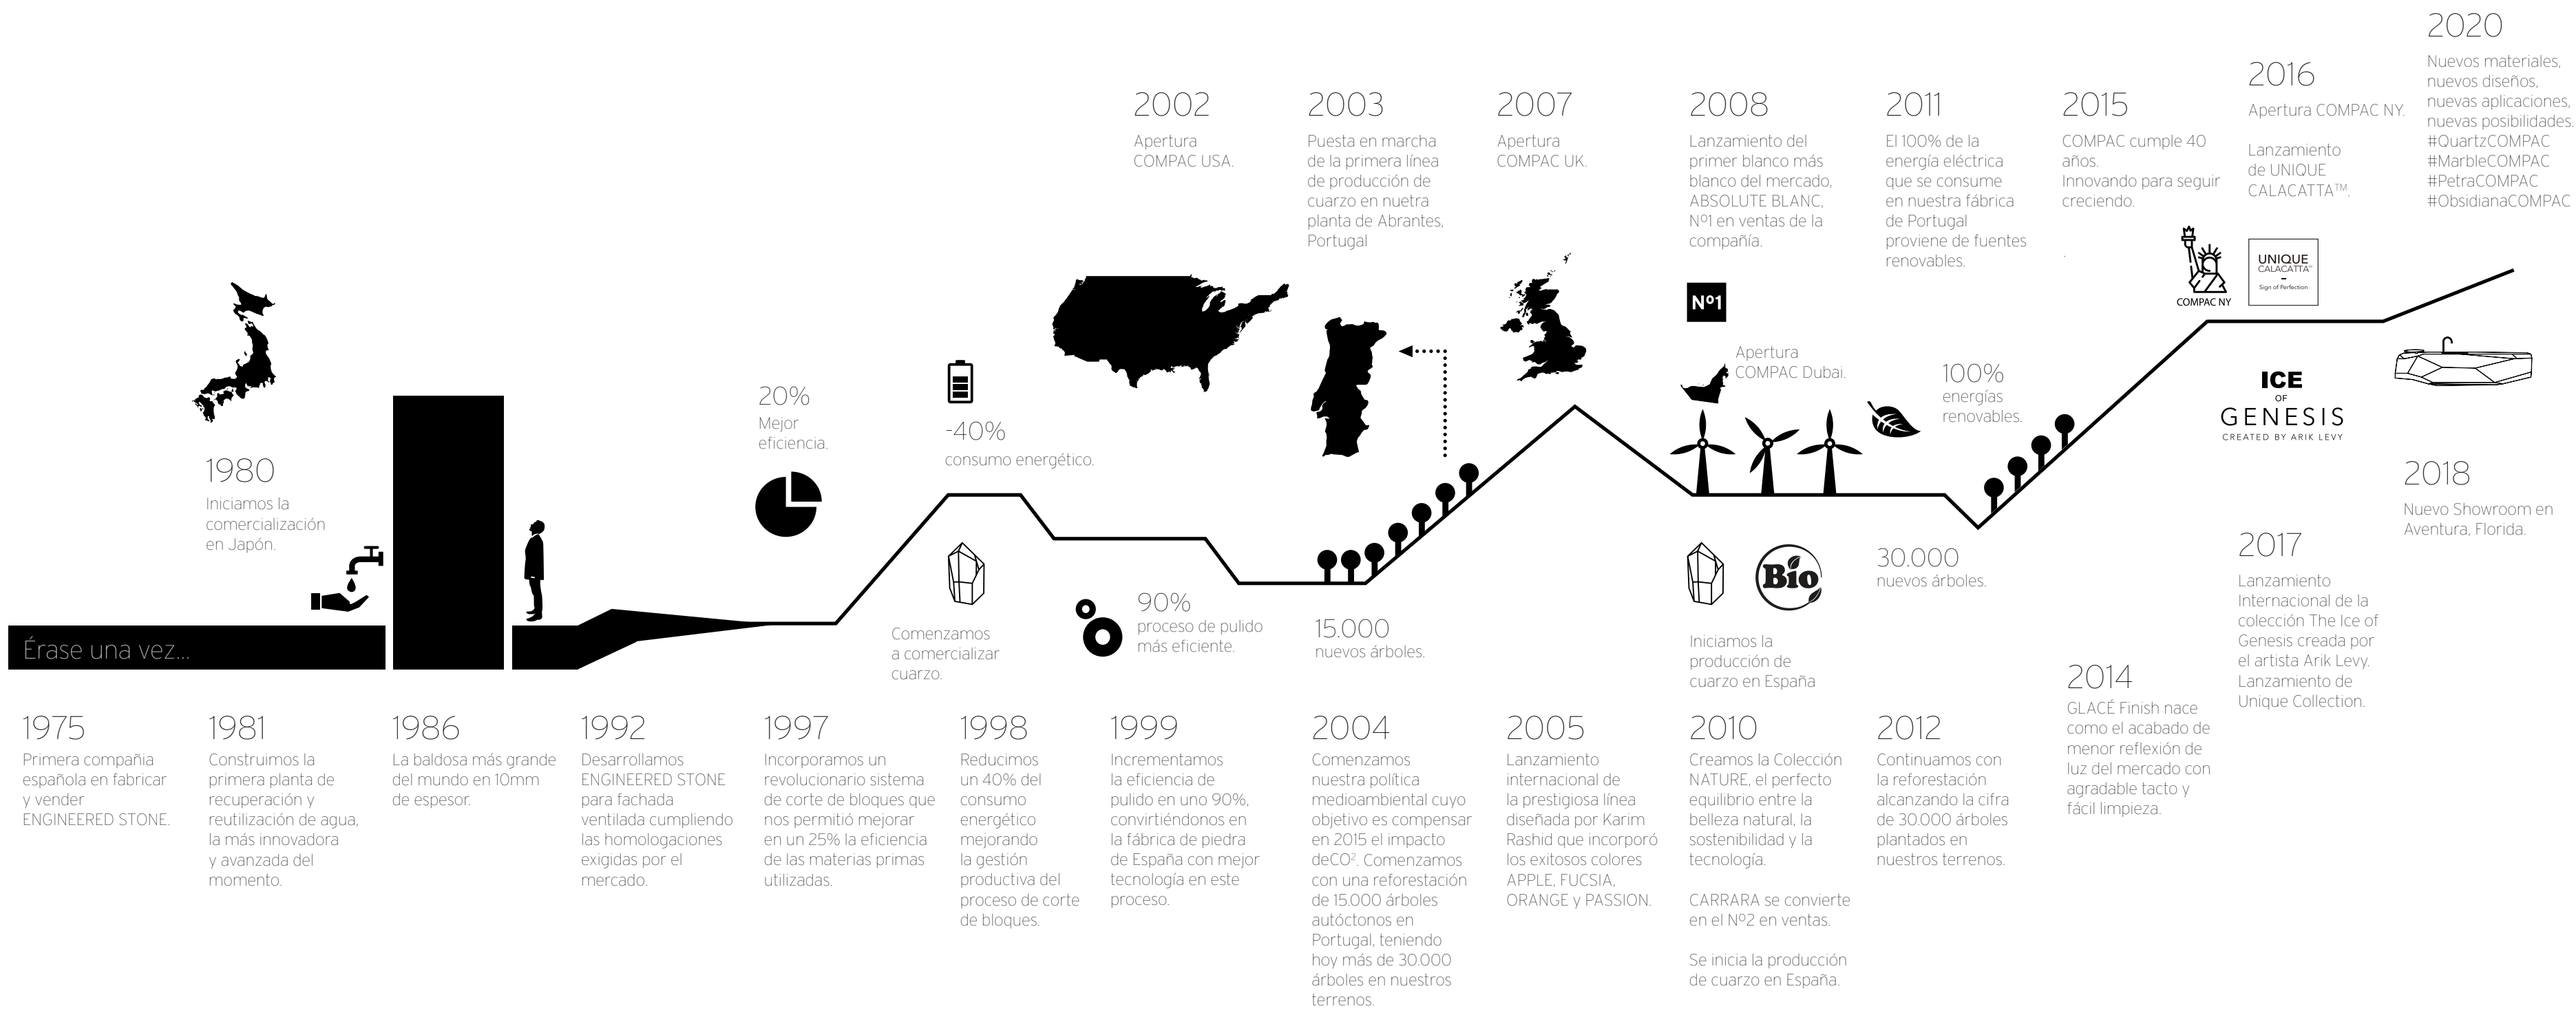 2002
Apertura
COMPAC USA.
2003
Puesta en marcha
de la primera línea
de producción de
cuarzo en nuetra
planta de Abrantes,
Portugal
2007
Apertura
COMPAC UK.
2008
Lanzamiento del
primer blanco más
blanco del mercado,
ABSOLUTE BLANC,
Nº1 en ventas de la
compañía.
2011
El 100% de la
energía eléctrica
que se consume
en nuestra fábrica
de Portugal
proviene de fuentes
renovables.
2015
COMPAC cumple 40
años.
Innovando para seguir
creciendo.
2016
Apertura COMPAC NY.
Lanzamiento
de UNIQUE
CALACATTA™.
2020
Nuevos materiales,
nuevos diseños,
nuevas aplicaciones,
nuevas posibilidades.
#QuartzCOMPAC
#MarbleCOMPAC
#PetraCOMPAC
#ObsidianaCOMPAC
COMPAC NY
UNIQUE
CALACATTA™
Sign of Perfection
Nº1
Apertura
COMPAC Dubai.
100%
energías
renovables.
ICE
OF
GENESIS
CREATED BY ARIK LEVY
1980
Iniciamos la
comercialización
en Japón.
20%
Mejor
eficiencia.
-40%
consumo energético.
2018
Nuevo Showroom en
Aventura, Florida.
Érase una vez...
Comenzamos
a comercializar
cuarzo.
90%
proceso de pulido
más eficiente.
15.000
nuevos árboles.
Bio
Iniciamos la
producción de
cuarzo en España
30.000
nuevos árboles.
2017
Lanzamiento
Internacional de la
colección The Ice of
Genesis creada por
el artista Arik Levy.
Lanzamiento de
Unique Collection.
2014
GLACÉ Finish nace
como el acabado de
menor reflexión de
luz del mercado con
agradable tacto y
fácil limpieza.
1975
Primera compañia
española en fabricar
y vender
ENGINEERED STONE.
1981
Construimos la
primera planta de
recuperación y
reutilización de agua,
la más innovadora
y avanzada del
momento.
1986
La baldosa más grande
del mundo en 10mm
de espesor.
1992
Desarrollamos
ENGINEERED STONE
para fachada
ventilada cumpliendo
las homologaciones
exigidas por el
mercado.
1997
Incorporamos un
revolucionario sistema
de corte de bloques que
nos permitió mejorar
en un 25% la eficiencia
de las materias primas
utilizadas.
1998
Reducimos
un 40% del
consumo
energético
mejorando
la gestión
productiva del
proceso de corte
de bloques.
1999
Incrementamos
la eficiencia de
pulido en uno 90%,
convirtiéndonos en
la fábrica de piedra
de España con mejor
tecnología en este
proceso.
2004
Comenzamos
nuestra política
medioambiental cuyo
objetivo es compensar
en 2015 el impacto
deCO². Comenzamos
con una reforestación
de 15.000 árboles
autóctonos en
Portugal, teniendo
hoy más de 30.000
árboles en nuestros
terrenos.
2005
Lanzamiento
internacional de
la prestigiosa línea
diseñada por Karim
Rashid que incorporó
los exitosos colores
APPLE, FUCSIA,
ORANGE y PASSION.
2010
Creamos la Colección
NATURE, el perfecto
equilibrio entre la
belleza natural, la
sostenibilidad y la
tecnología.
CARRARA se convierte
en el Nº2 en ventas.
Se inicia la producción
de cuarzo en España.
2012
Continuamos con
la reforestación
alcanzando la cifra
de 30.000 árboles
plantados en
nuestros terrenos.